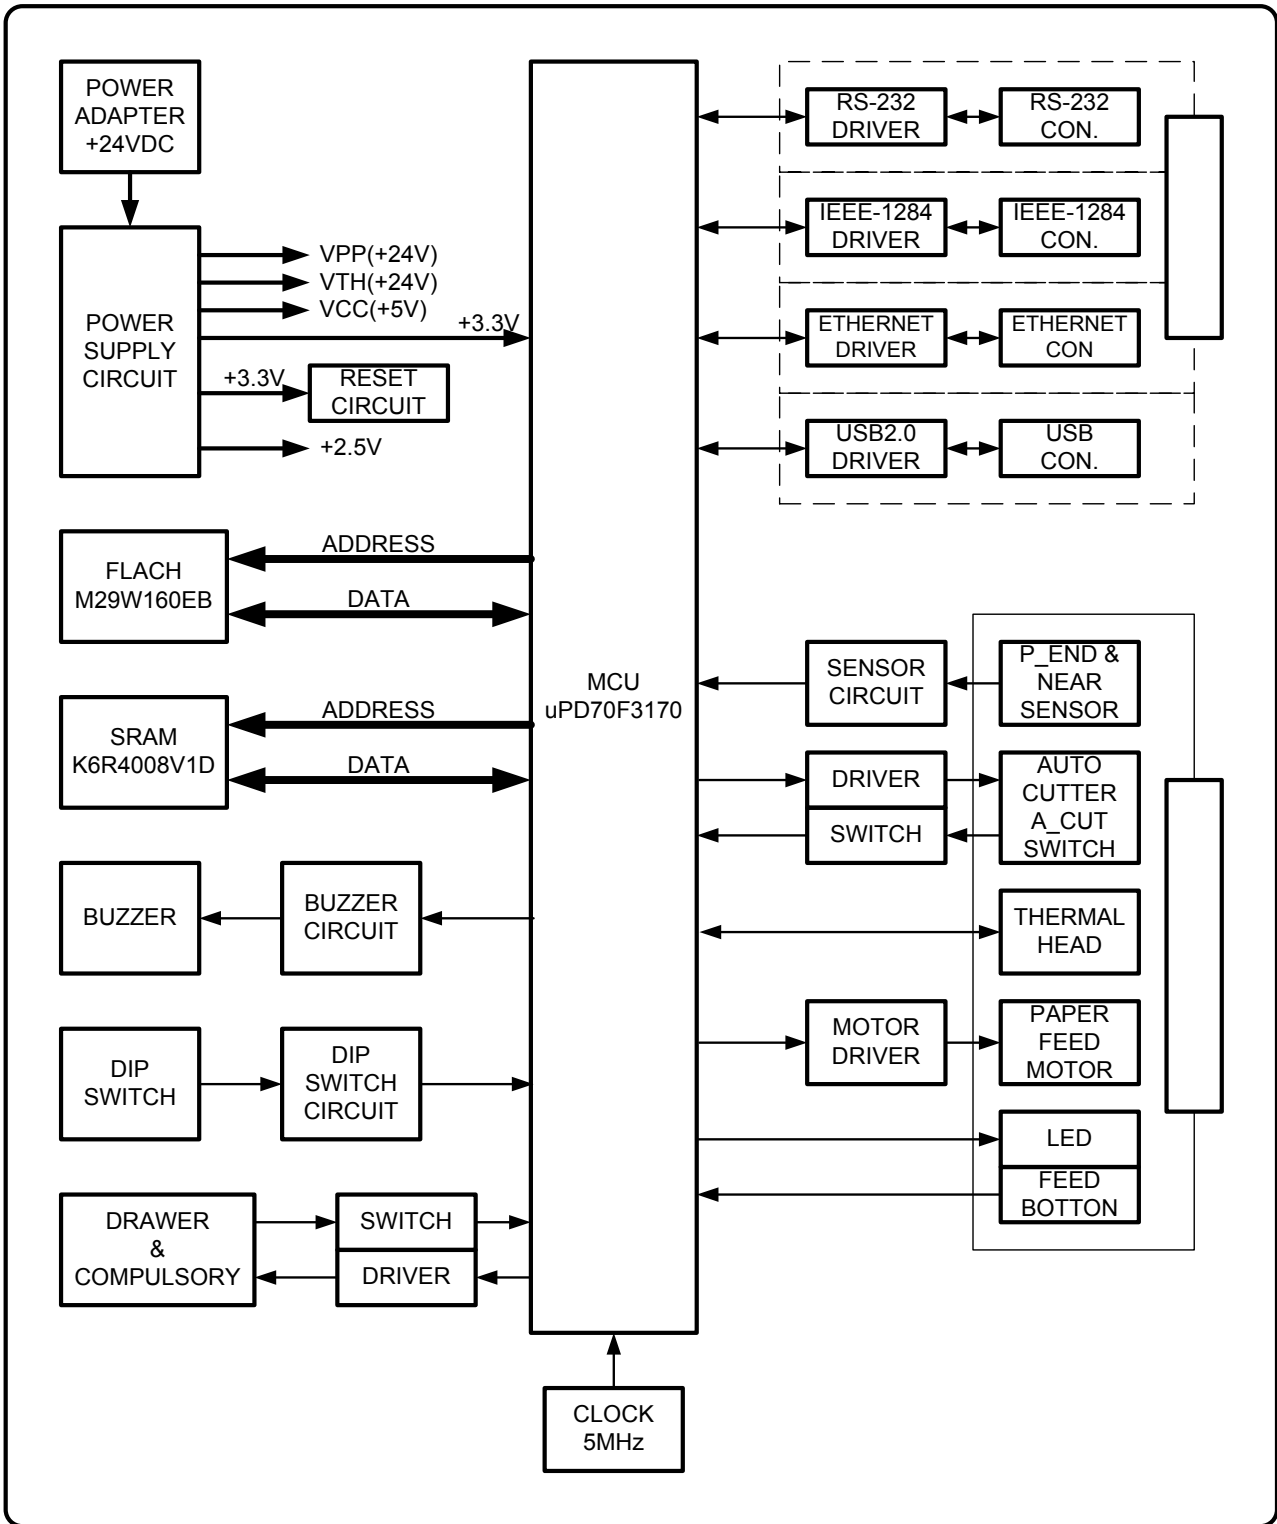 POWER
ADAPTER
+24VDC
POWER
SUPPLY
CIRCUIT
VPP(+24V)
VTH(+24V)
VCC(+5V)
+3.3V
+3.3V
RESET
CIRCUIT
+2.5V
FLACH
M29W160EB
ADDRESS
DATA
SRAM
K6R4008V1D
ADDRESS
DATA
BUZZER
BUZZER
CIRCUIT
DIP
SWITCH
DIP
SWITCH
CIRCUIT
DRAWER
&
COMPULSORY
SWITCH
DRIVER
MCU
uPD70F3170
CLOCK
5MHz
RS-232
DRIVER
RS-232
CON.
IEEE-1284
DRIVER
IEEE-1284
CON.
ETHERNET
DRIVER
ETHERNET
CON
USB2.0
DRIVER
USB
CON.
SENSOR
CIRCUIT
P_END &
NEAR
SENSOR
DRIVER
SWITCH
AUTO
CUTTER
A_CUT
SWITCH
THERMAL
HEAD
MOTOR
DRIVER
PAPER
FEED
MOTOR
LED
FEED
BOTTON